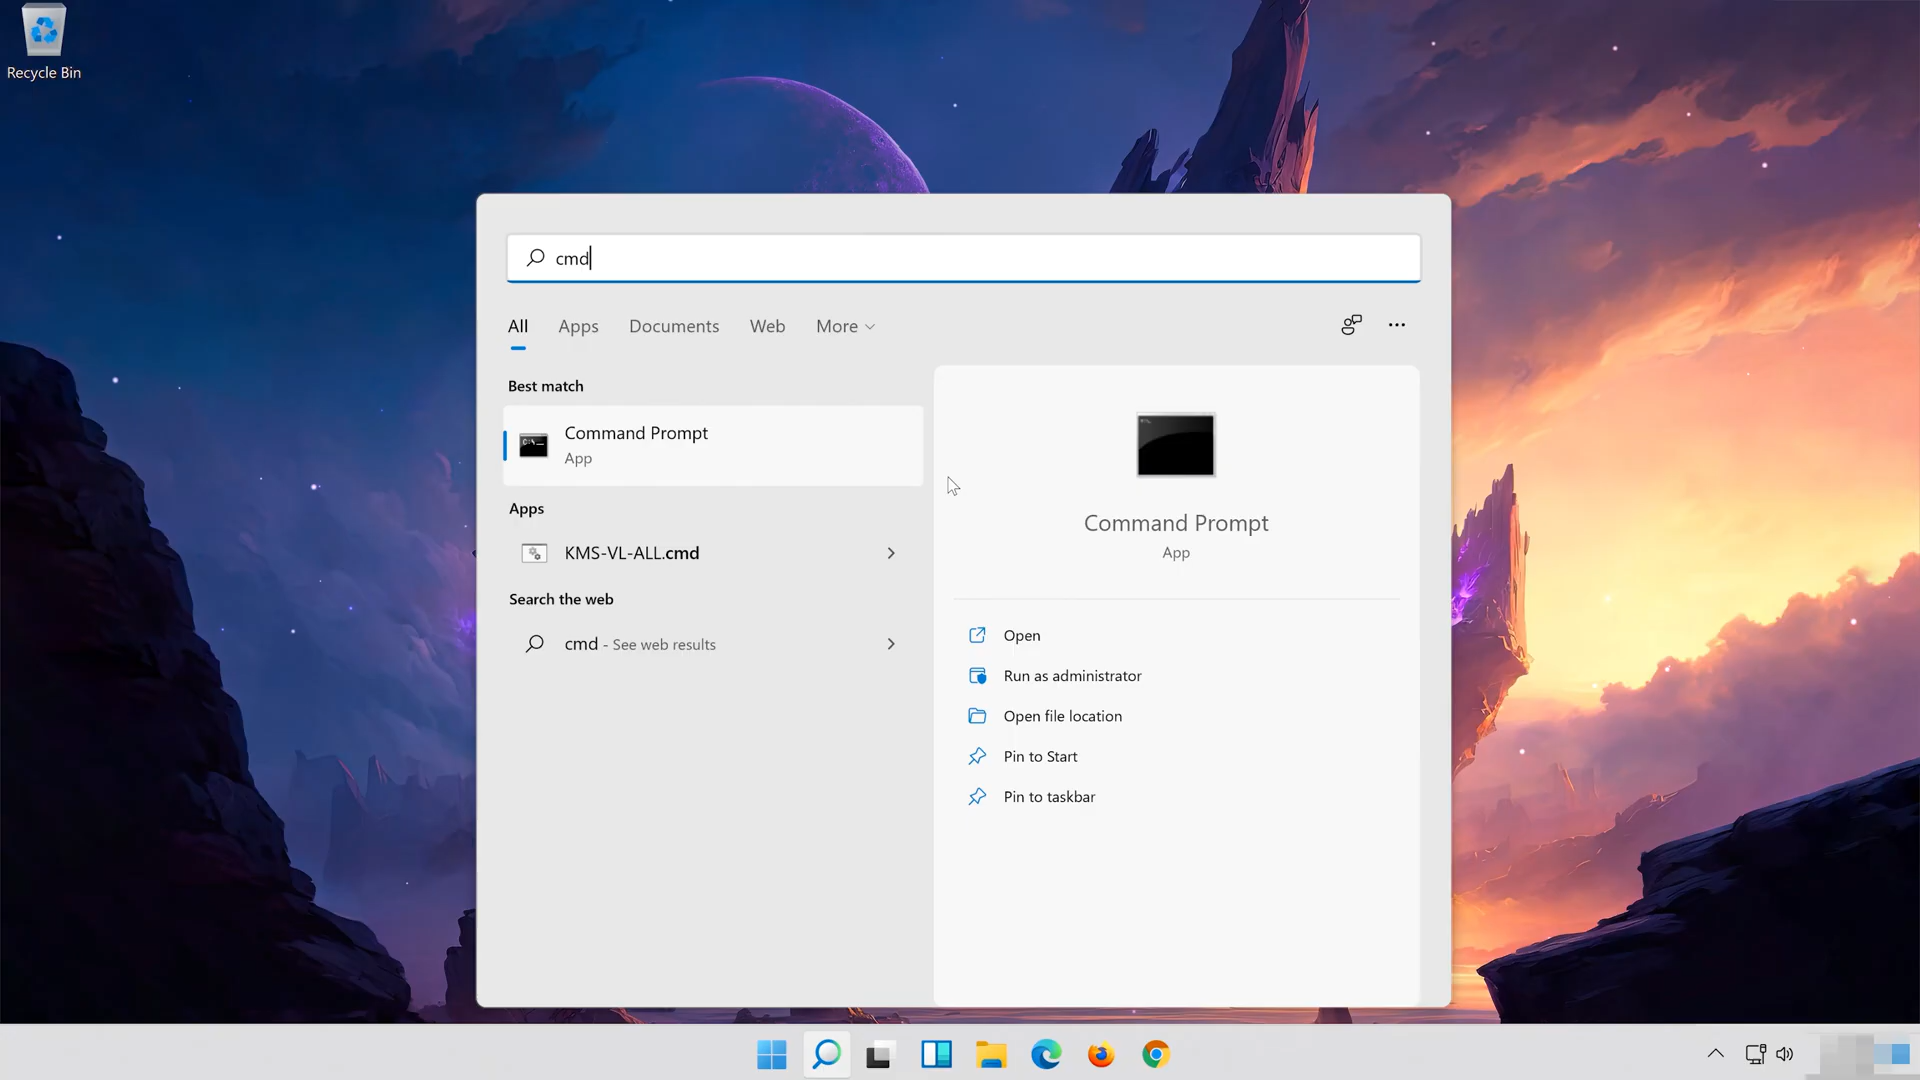 Recycle Bin
cmd
All Apps Documents Web More
Best match
Command Prompt
App
Apps
KMS-VL-ALL.cmd
Search the web
cmd - See web results
Command Prompt
App
Open
Run as administrator
Open file location
Pin to Start
Pin to taskbar